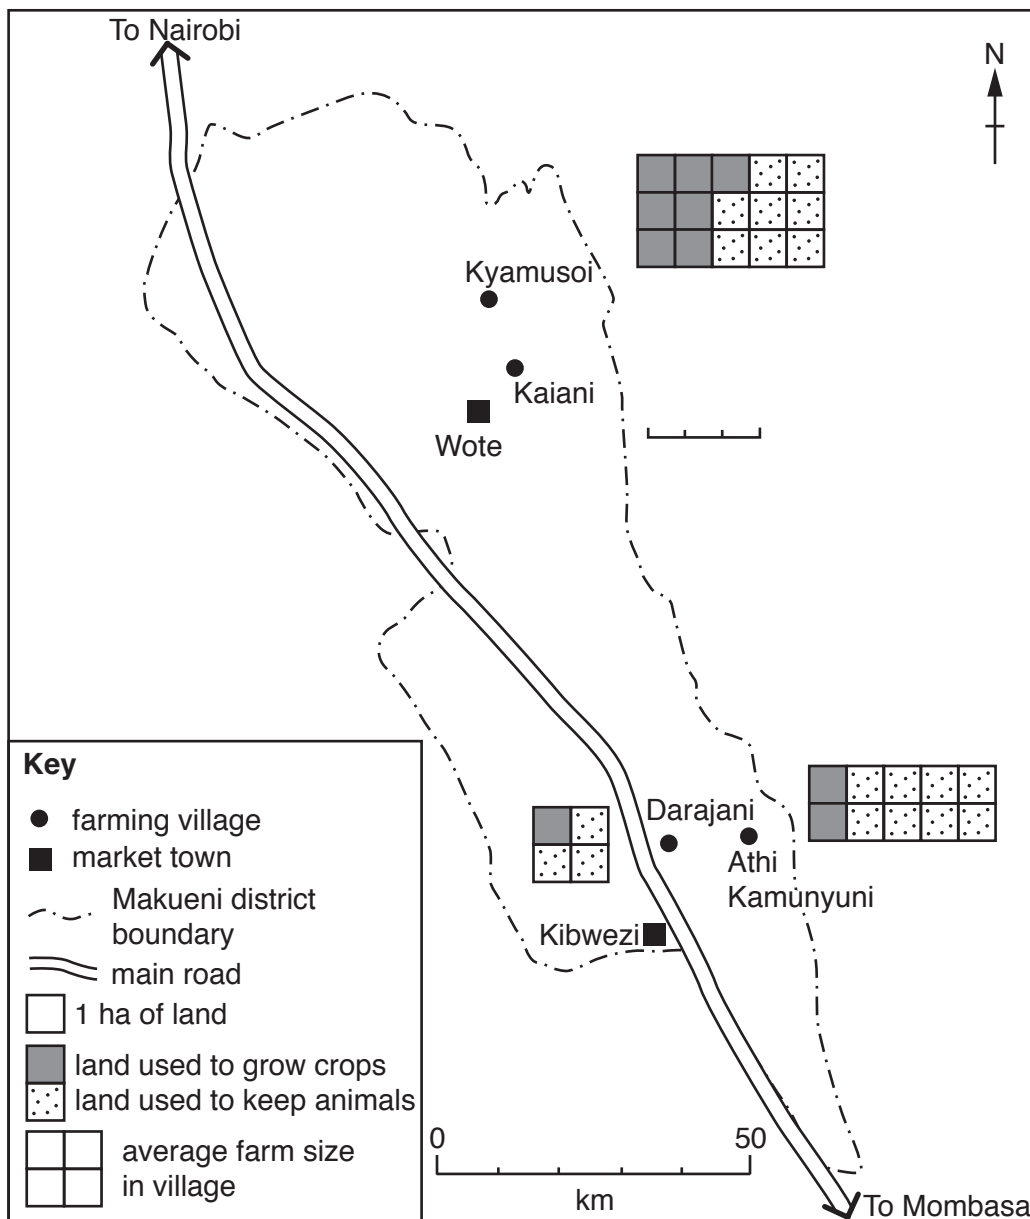 To Nairobi
N
Kyamusoi
Kaiani
Wote
Darajani
Athi
Kamunyuni
Kibwezi
Key
farming village
market town
Makueni district
boundary
main road
1 ha of land
land used to grow crops
land used to keep animals
average farm size
in village
0 50
km
To Mombasa